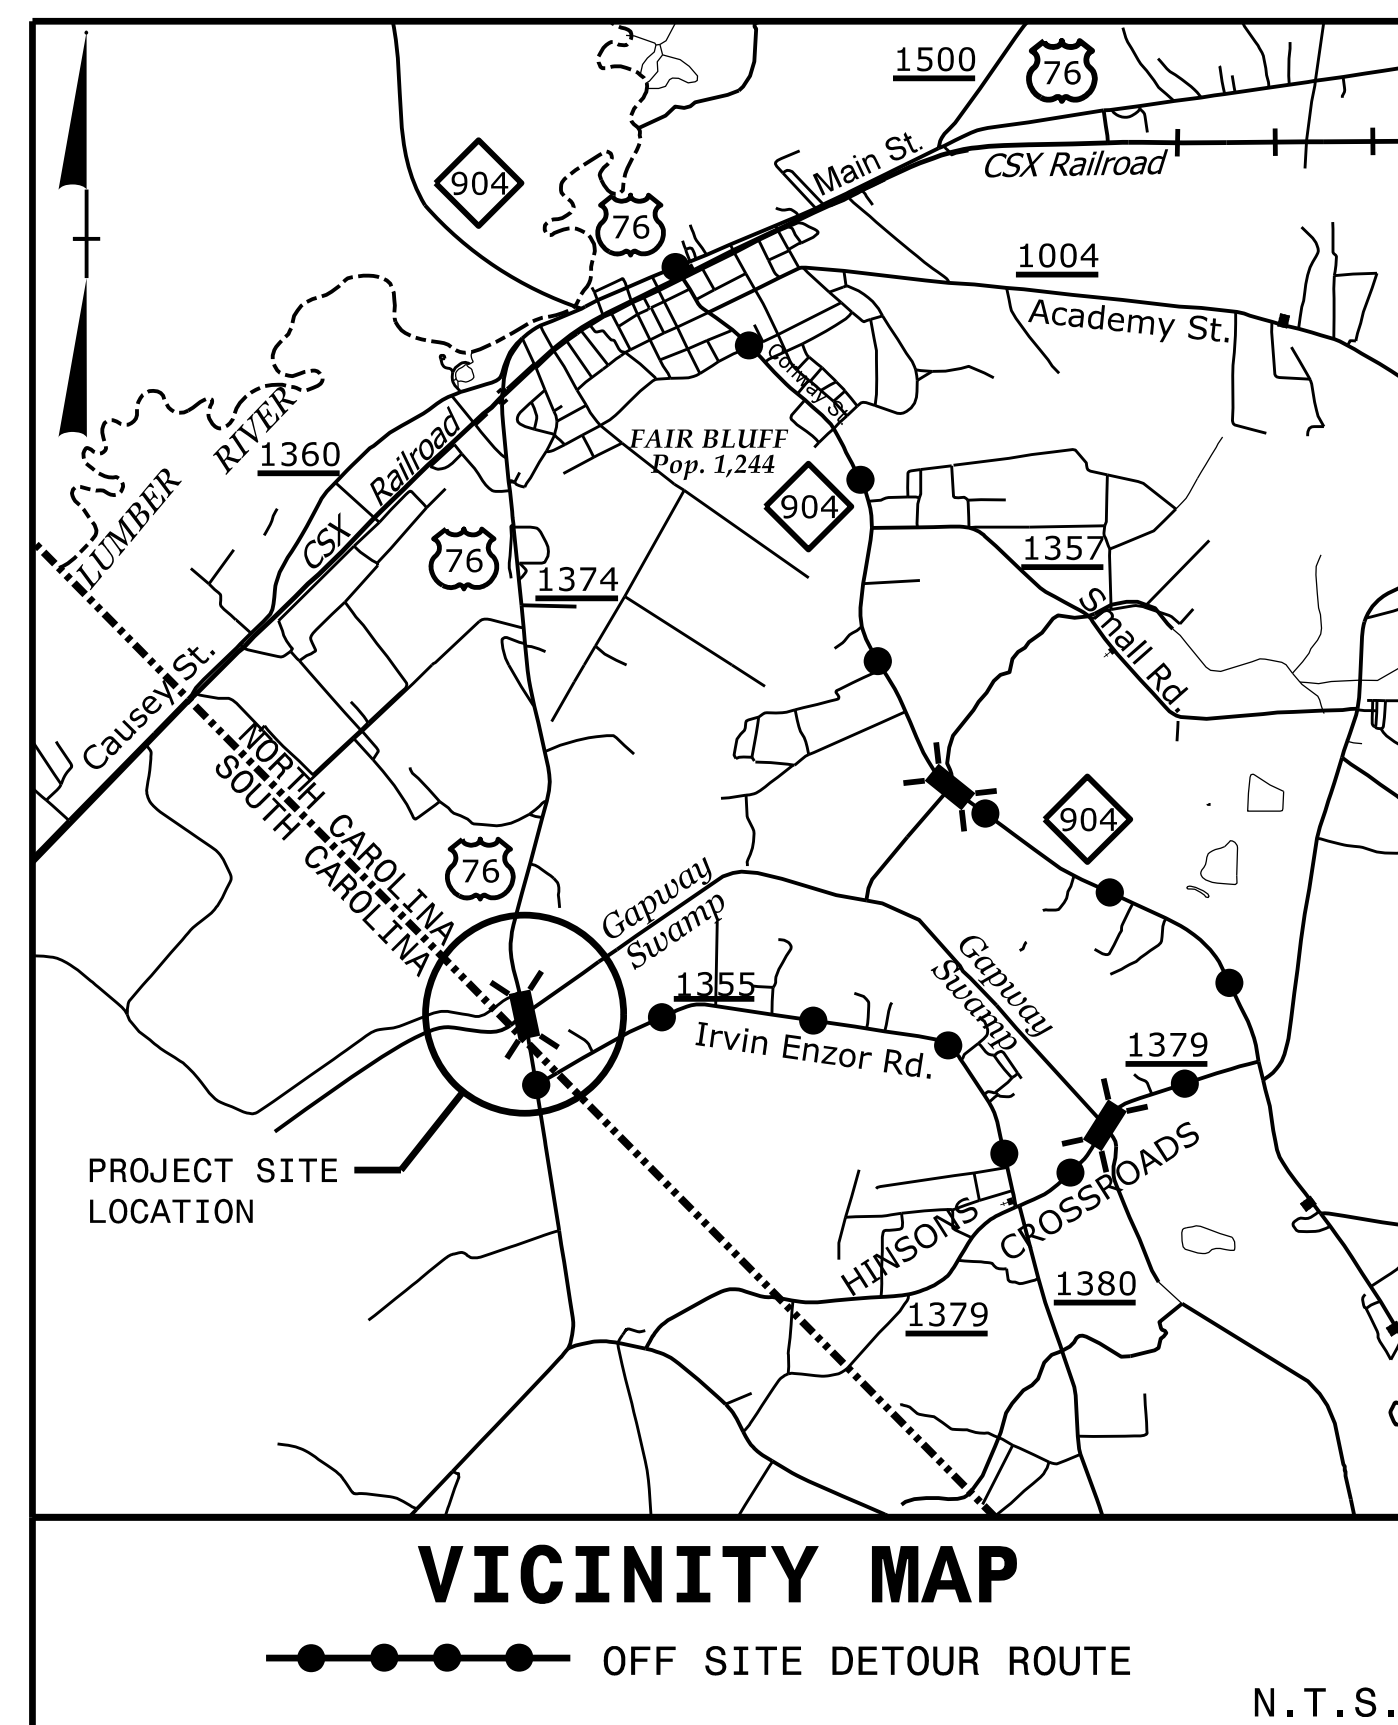 1500
76
904
Main St.
CSX Railroad
76
1004
Academy St.
Conway St.
LUMBER RIVER
1360
CSX Railroad
FAIR BLUFF
Pop. 1,244
904
76
1374
1357
Small Rd.
Causey St.
NORTH CAROLINA
SOUTH CAROLINA
904
76
Gapway
Swamp
Gapway
Swamp
1355
Irvin Enzor Rd.
1379
PROJECT SITE
LOCATION
HINSONS
CROSSROADS
1380
1379
VICINITY MAP
OFF SITE DETOUR ROUTE
N.T.S.